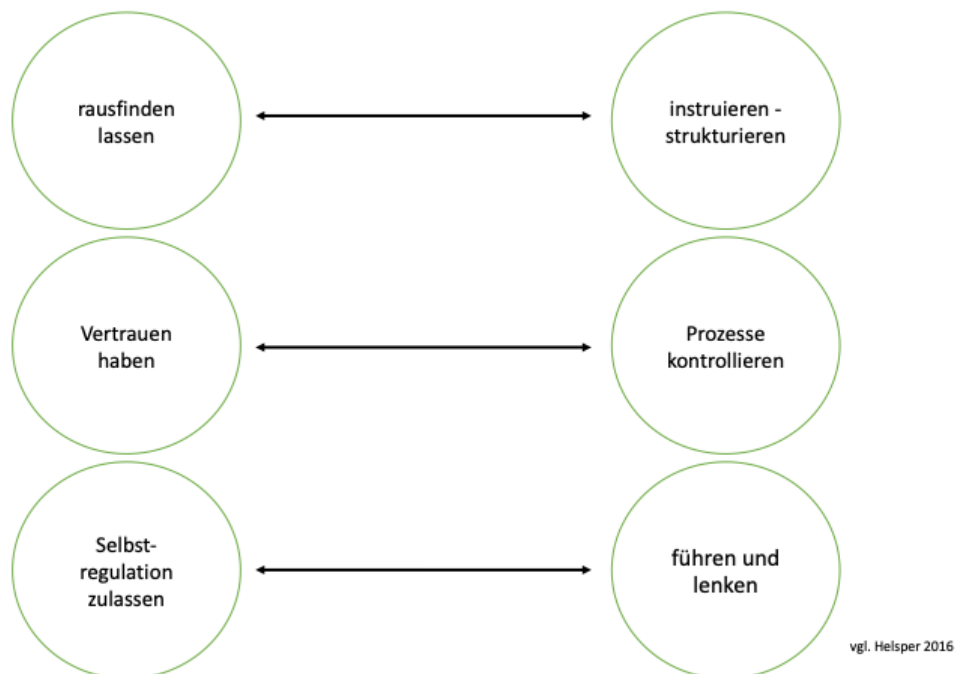 rausfinden
lassen
instruieren -
strukturieren
Vertrauen
haben
Prozesse
kontrollieren
Selbst-
regulation
zulassen
führen und
lenken
vgl. Helsper 2016